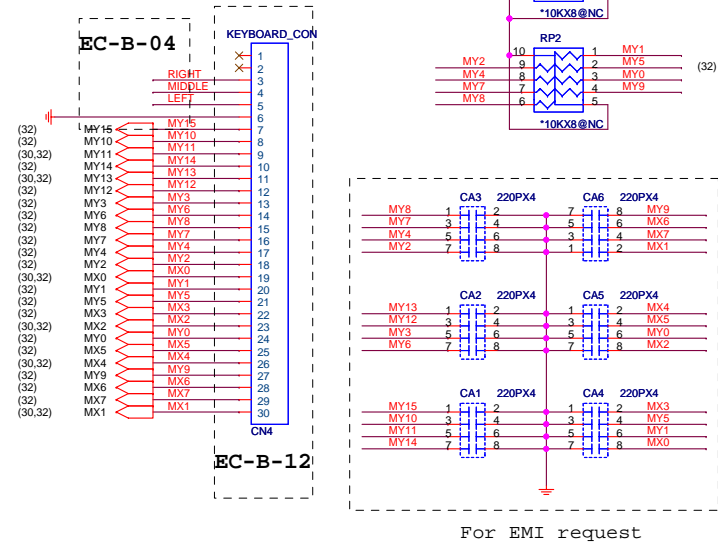 *10KX8@NC
RP2
10 1 MY1
MY2 9 2 MY5 (32)
MY4 8 3 MY0
MY7 7 4 MY9
MY8 6 5
*10KX8@NC
EC-B-04
KEYBOARD_CON
1
2
RIGHT 3
MIDDLE 4
LEFT 5
6
(32) MY15 MY15 7
(32) MY10 MY10 8
(30,32) MY11 MY11 9
(32) MY14 MY14 10
(30,32) MY13 MY13 11
(32) MY12 MY12 12
(32) MY3 MY3 13
(32) MY6 MY6 14
(32) MY8 MY8 15
(32) MY7 MY7 16
(32) MY4 MY4 17
(32) MY2 MY2 18
(30,32) MX0 MX0 19
(32) MY1 MY1 20
(32) MY5 MY5 21
(32) MX3 MX3 22
(30,32) MX2 MX2 23
(32) MY0 MY0 24
(32) MX5 MX5 25
(30,32) MX4 MX4 26
(32) MY9 MY9 27
(32) MX6 MX6 28
(32) MX7 MX7 29
(30,32) MX1 MX1 30
CN4
EC-B-12
CA3 220PX4 CA6 220PX4
MY8 1 2 7 8 MY9
MY7 3 4 5 6 MX6
MY4 5 6 3 4 MX7
MY2 7 8 1 2 MX1
CA2 220PX4 CA5 220PX4
MY13 1 2 1 2 MX4
MY12 3 4 3 4 MX5
MY3 5 6 5 6 MY0
MY6 7 8 7 8 MX2
CA1 220PX4 CA4 220PX4
MY15 1 2 1 2 MX3
MY10 3 4 3 4 MY5
MY11 5 6 5 6 MY1
MY14 7 8 7 8 MX0
For EMI request